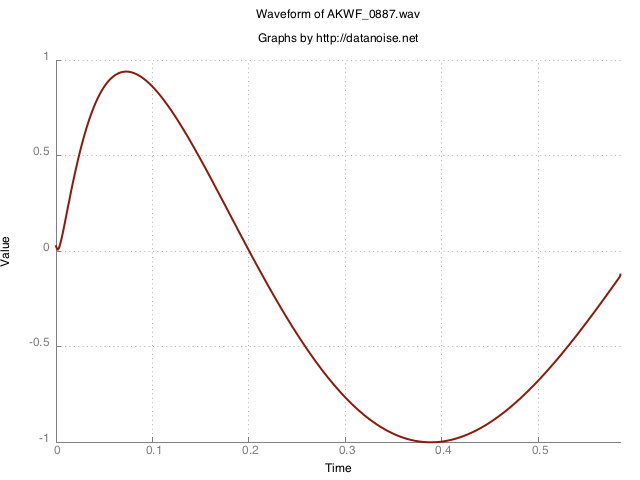 Waveform of AKWF_0887.wav
Graphs by http://datanoise.net
1
0.5
0
-0.5
-1
Value
0 0.1 0.2 0.3 0.4 0.5
Time